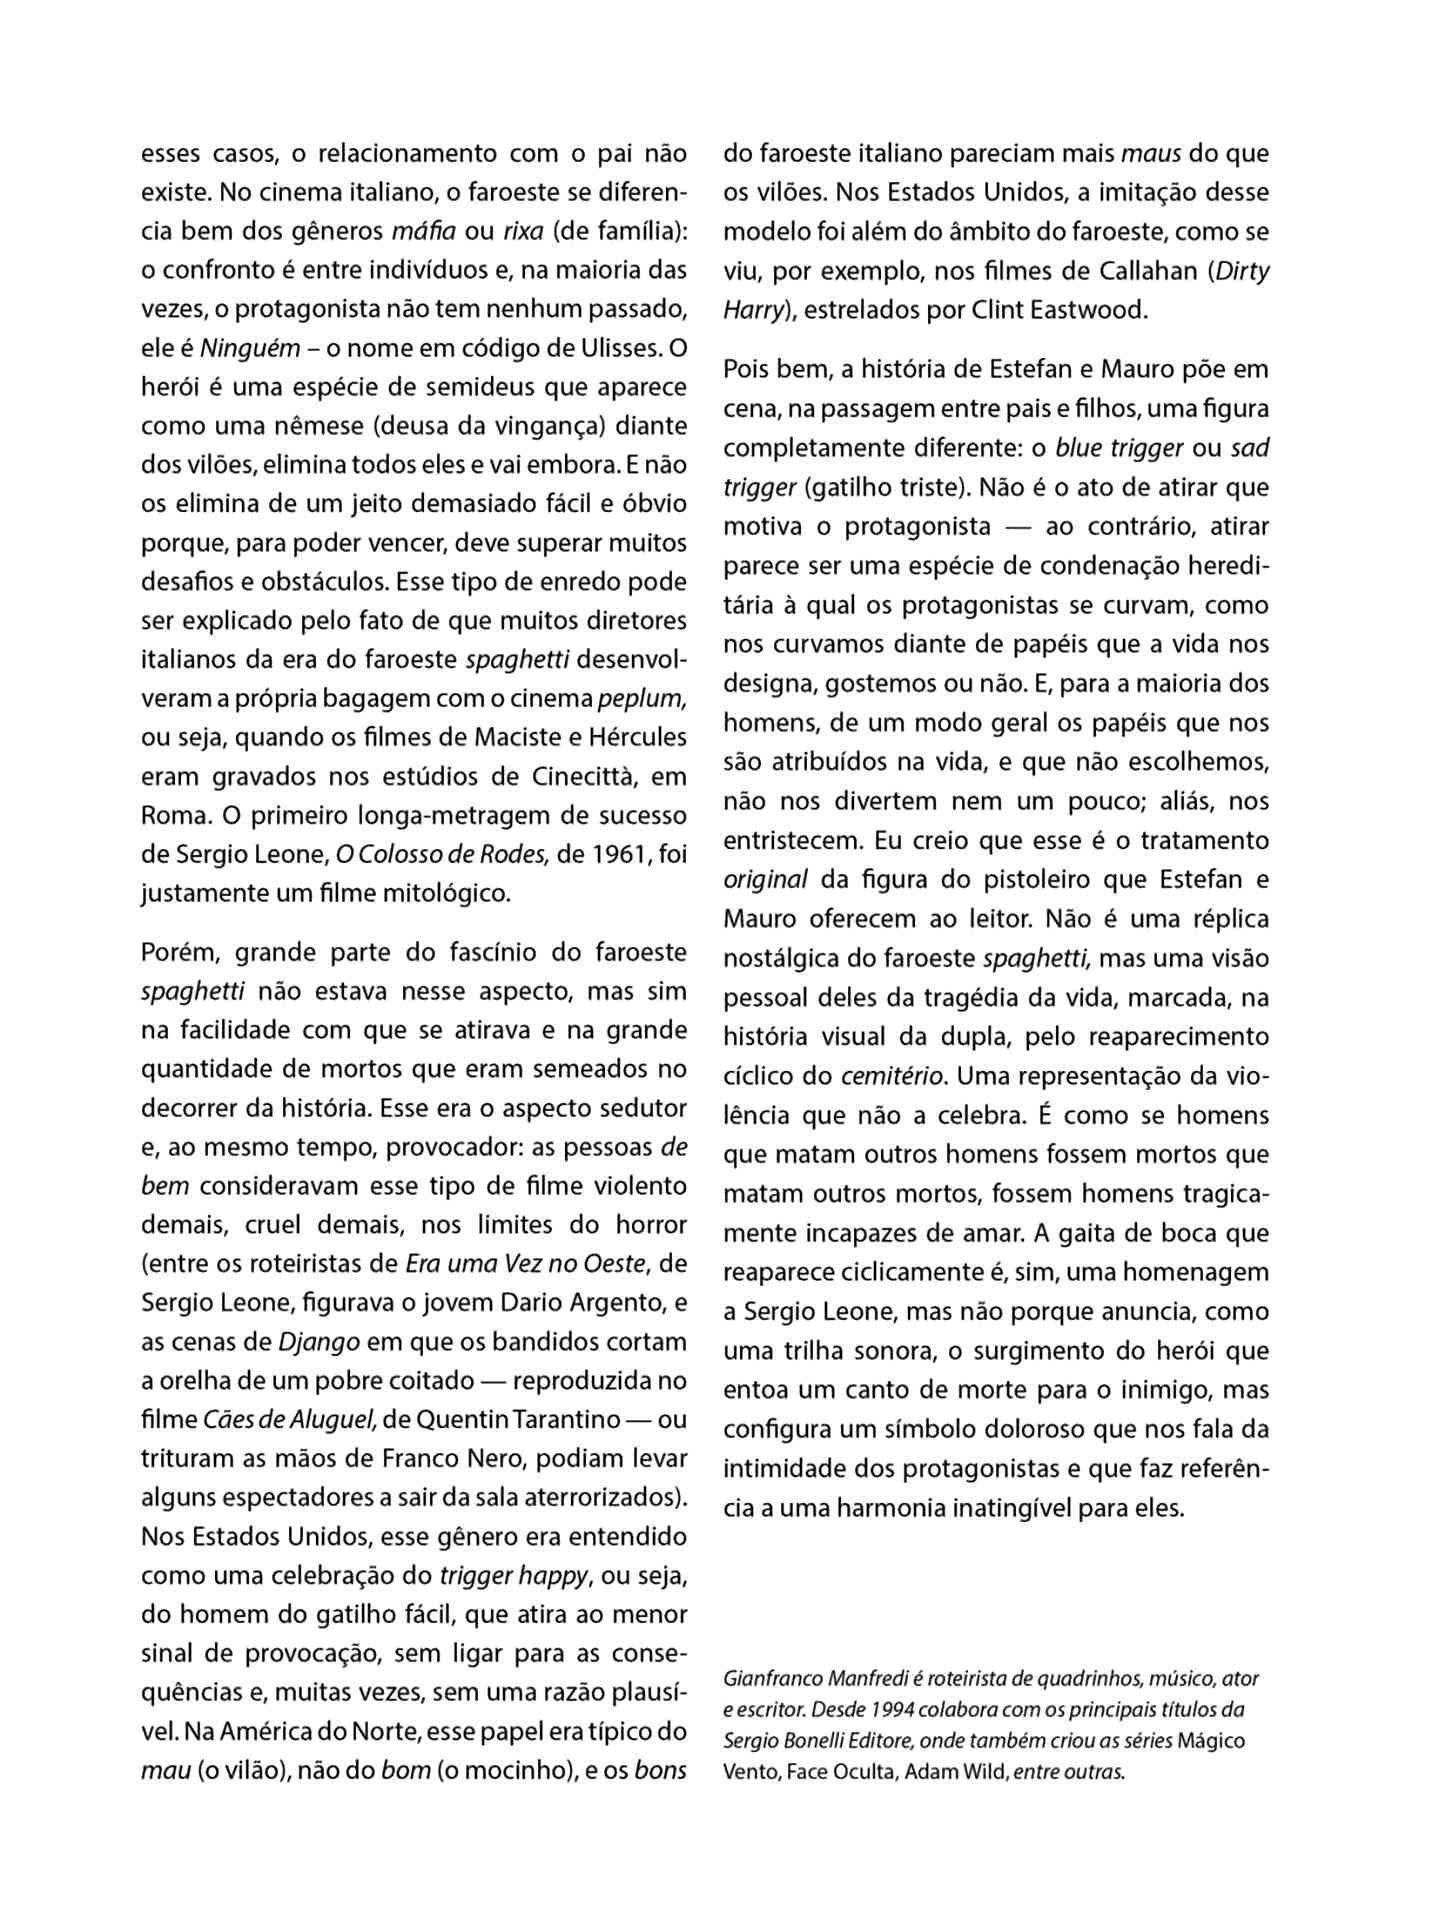 esses casos, o relacionamento com o pai não
existe. No cinema italiano, o faroeste se diferen-
cia bem dos gêneros máfia ou rixa (de família):
o confronto é entre indivíduos e, na maioria das
vezes, o protagonista não tem nenhum passado,
ele é Ninguém – o nome em código de Ulisses. O
herói é uma espécie de semideus que aparece
como uma nêmese (deusa da vingança) diante
dos vilões, elimina todos eles e vai embora. E não
os elimina de um jeito demasiado fácil e óbvio
porque, para poder vencer, deve superar muitos
desafios e obstáculos. Esse tipo de enredo pode
ser explicado pelo fato de que muitos diretores
italianos da era do faroeste spaghetti desenvol-
veram a própria bagagem com o cinema peplum,
ou seja, quando os filmes de Maciste e Hércules
eram gravados nos estúdios de Cinecittà, em
Roma. O primeiro longa-metragem de sucesso
de Sergio Leone, O Colosso de Rodes, de 1961, foi
justamente um filme mitológico.
Porém, grande parte do fascínio do faroeste
spaghetti não estava nesse aspecto, mas sim
na facilidade com que se atirava e na grande
quantidade de mortos que eram semeados no
decorrer da história. Esse era o aspecto sedutor
e, ao mesmo tempo, provocador: as pessoas de
bem consideravam esse tipo de filme violento
demais, cruel demais, nos limites do horror
(entre os roteiristas de Era uma Vez no Oeste, de
Sergio Leone, figurava o jovem Dario Argento, e
as cenas de Django em que os bandidos cortam
a orelha de um pobre coitado — reproduzida no
filme Cães de Aluguel, de Quentin Tarantino — ou
trituram as mãos de Franco Nero, podiam levar
alguns espectadores a sair da sala aterrorizados).
Nos Estados Unidos, esse gênero era entendido
como uma celebração do trigger happy, ou seja,
do homem do gatilho fácil, que atira ao menor
sinal de provocação, sem ligar para as conse-
quências e, muitas vezes, sem uma razão plausí-
vel. Na América do Norte, esse papel era típico do
mau (o vilão), não do bom (o mocinho), e os bons
do faroeste italiano pareciam mais maus do que
os vilões. Nos Estados Unidos, a imitação desse
modelo foi além do âmbito do faroeste, como se
viu, por exemplo, nos filmes de Callahan (Dirty
Harry), estrelados por Clint Eastwood.
Pois bem, a história de Estefan e Mauro põe em
cena, na passagem entre pais e filhos, uma figura
completamente diferente: o blue trigger ou sad
trigger (gatilho triste). Não é o ato de atirar que
motiva o protagonista — ao contrário, atirar
parece ser uma espécie de condenação heredi-
tária à qual os protagonistas se curvam, como
nos curvamos diante de papéis que a vida nos
designa, gostemos ou não. E, para a maioria dos
homens, de um modo geral os papéis que nos
são atribuídos na vida, e que não escolhemos,
não nos divertem nem um pouco; aliás, nos
entristecem. Eu creio que esse é o tratamento
original da figura do pistoleiro que Estefan e
Mauro oferecem ao leitor. Não é uma réplica
nostálgica do faroeste spaghetti, mas uma visão
pessoal deles da tragédia da vida, marcada, na
história visual da dupla, pelo reaparecimento
cíclico do cemitério. Uma representação da vio-
lência que não a celebra. É como se homens
que matam outros homens fossem mortos que
matam outros mortos, fossem homens tragica-
mente incapazes de amar. A gaita de boca que
reaparece ciclicamente é, sim, uma homenagem
a Sergio Leone, mas não porque anuncia, como
uma trilha sonora, o surgimento do herói que
entoa um canto de morte para o inimigo, mas
configura um símbolo doloroso que nos fala da
intimidade dos protagonistas e que faz referên-
cia a uma harmonia inatingível para eles.
Gianfranco Manfredi é roteirista de quadrinhos, músico, ator
e escritor. Desde 1994 colabora com os principais títulos da
Sergio Bonelli Editore, onde também criou as séries Mágico
Vento, Face Oculta, Adam Wild, entre outras.